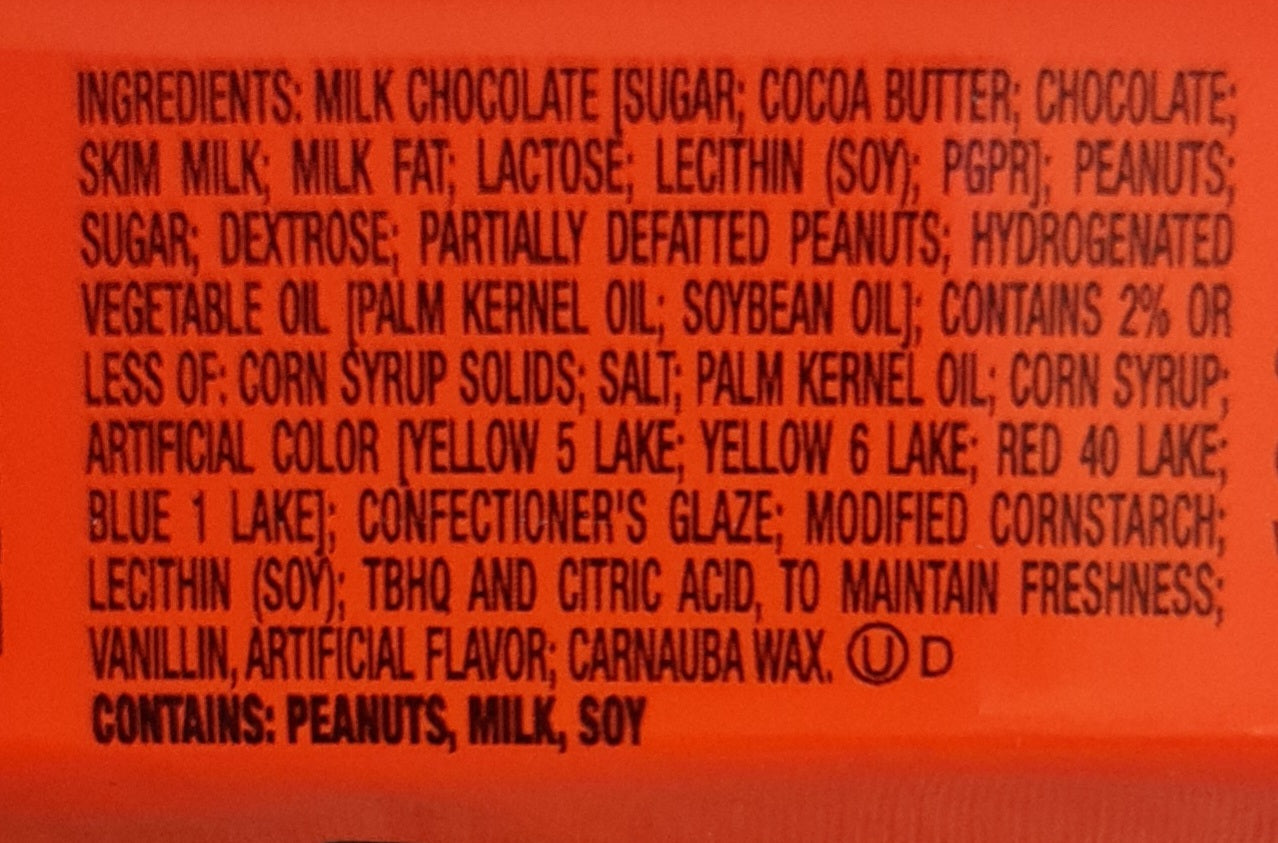 INGREDIENTS: MILK CHOCOLATE [SUGAR; COCOA BUTTER; CHOCOLATE;
SKIM MILK; MILK FAT; LACTOSE; LECITHIN (SOY); PGPR]; PEANUTS;
SUGAR; DEXTROSE; PARTIALLY DEFATTED PEANUTS; HYDROGENATED
VEGETABLE OIL [PALM KERNEL OIL; SOYBEAN OIL]; CONTAINS 2% OR
LESS OF: CORN SYRUP SOLIDS; SALT; PALM KERNEL OIL; CORN SYRUP;
ARTIFICIAL COLOR [YELLOW 5 LAKE; YELLOW 6 LAKE; RED 40 LAKE;
BLUE 1 LAKE]; CONFECTIONER'S GLAZE; MODIFIED CORNSTARCH;
LECITHIN (SOY); TBHQ AND CITRIC ACID, TO MAINTAIN FRESHNESS;
VANILLIN, ARTIFICIAL FLAVOR; CARNAUBA WAX. Ⓤ D
CONTAINS: PEANUTS, MILK, SOY